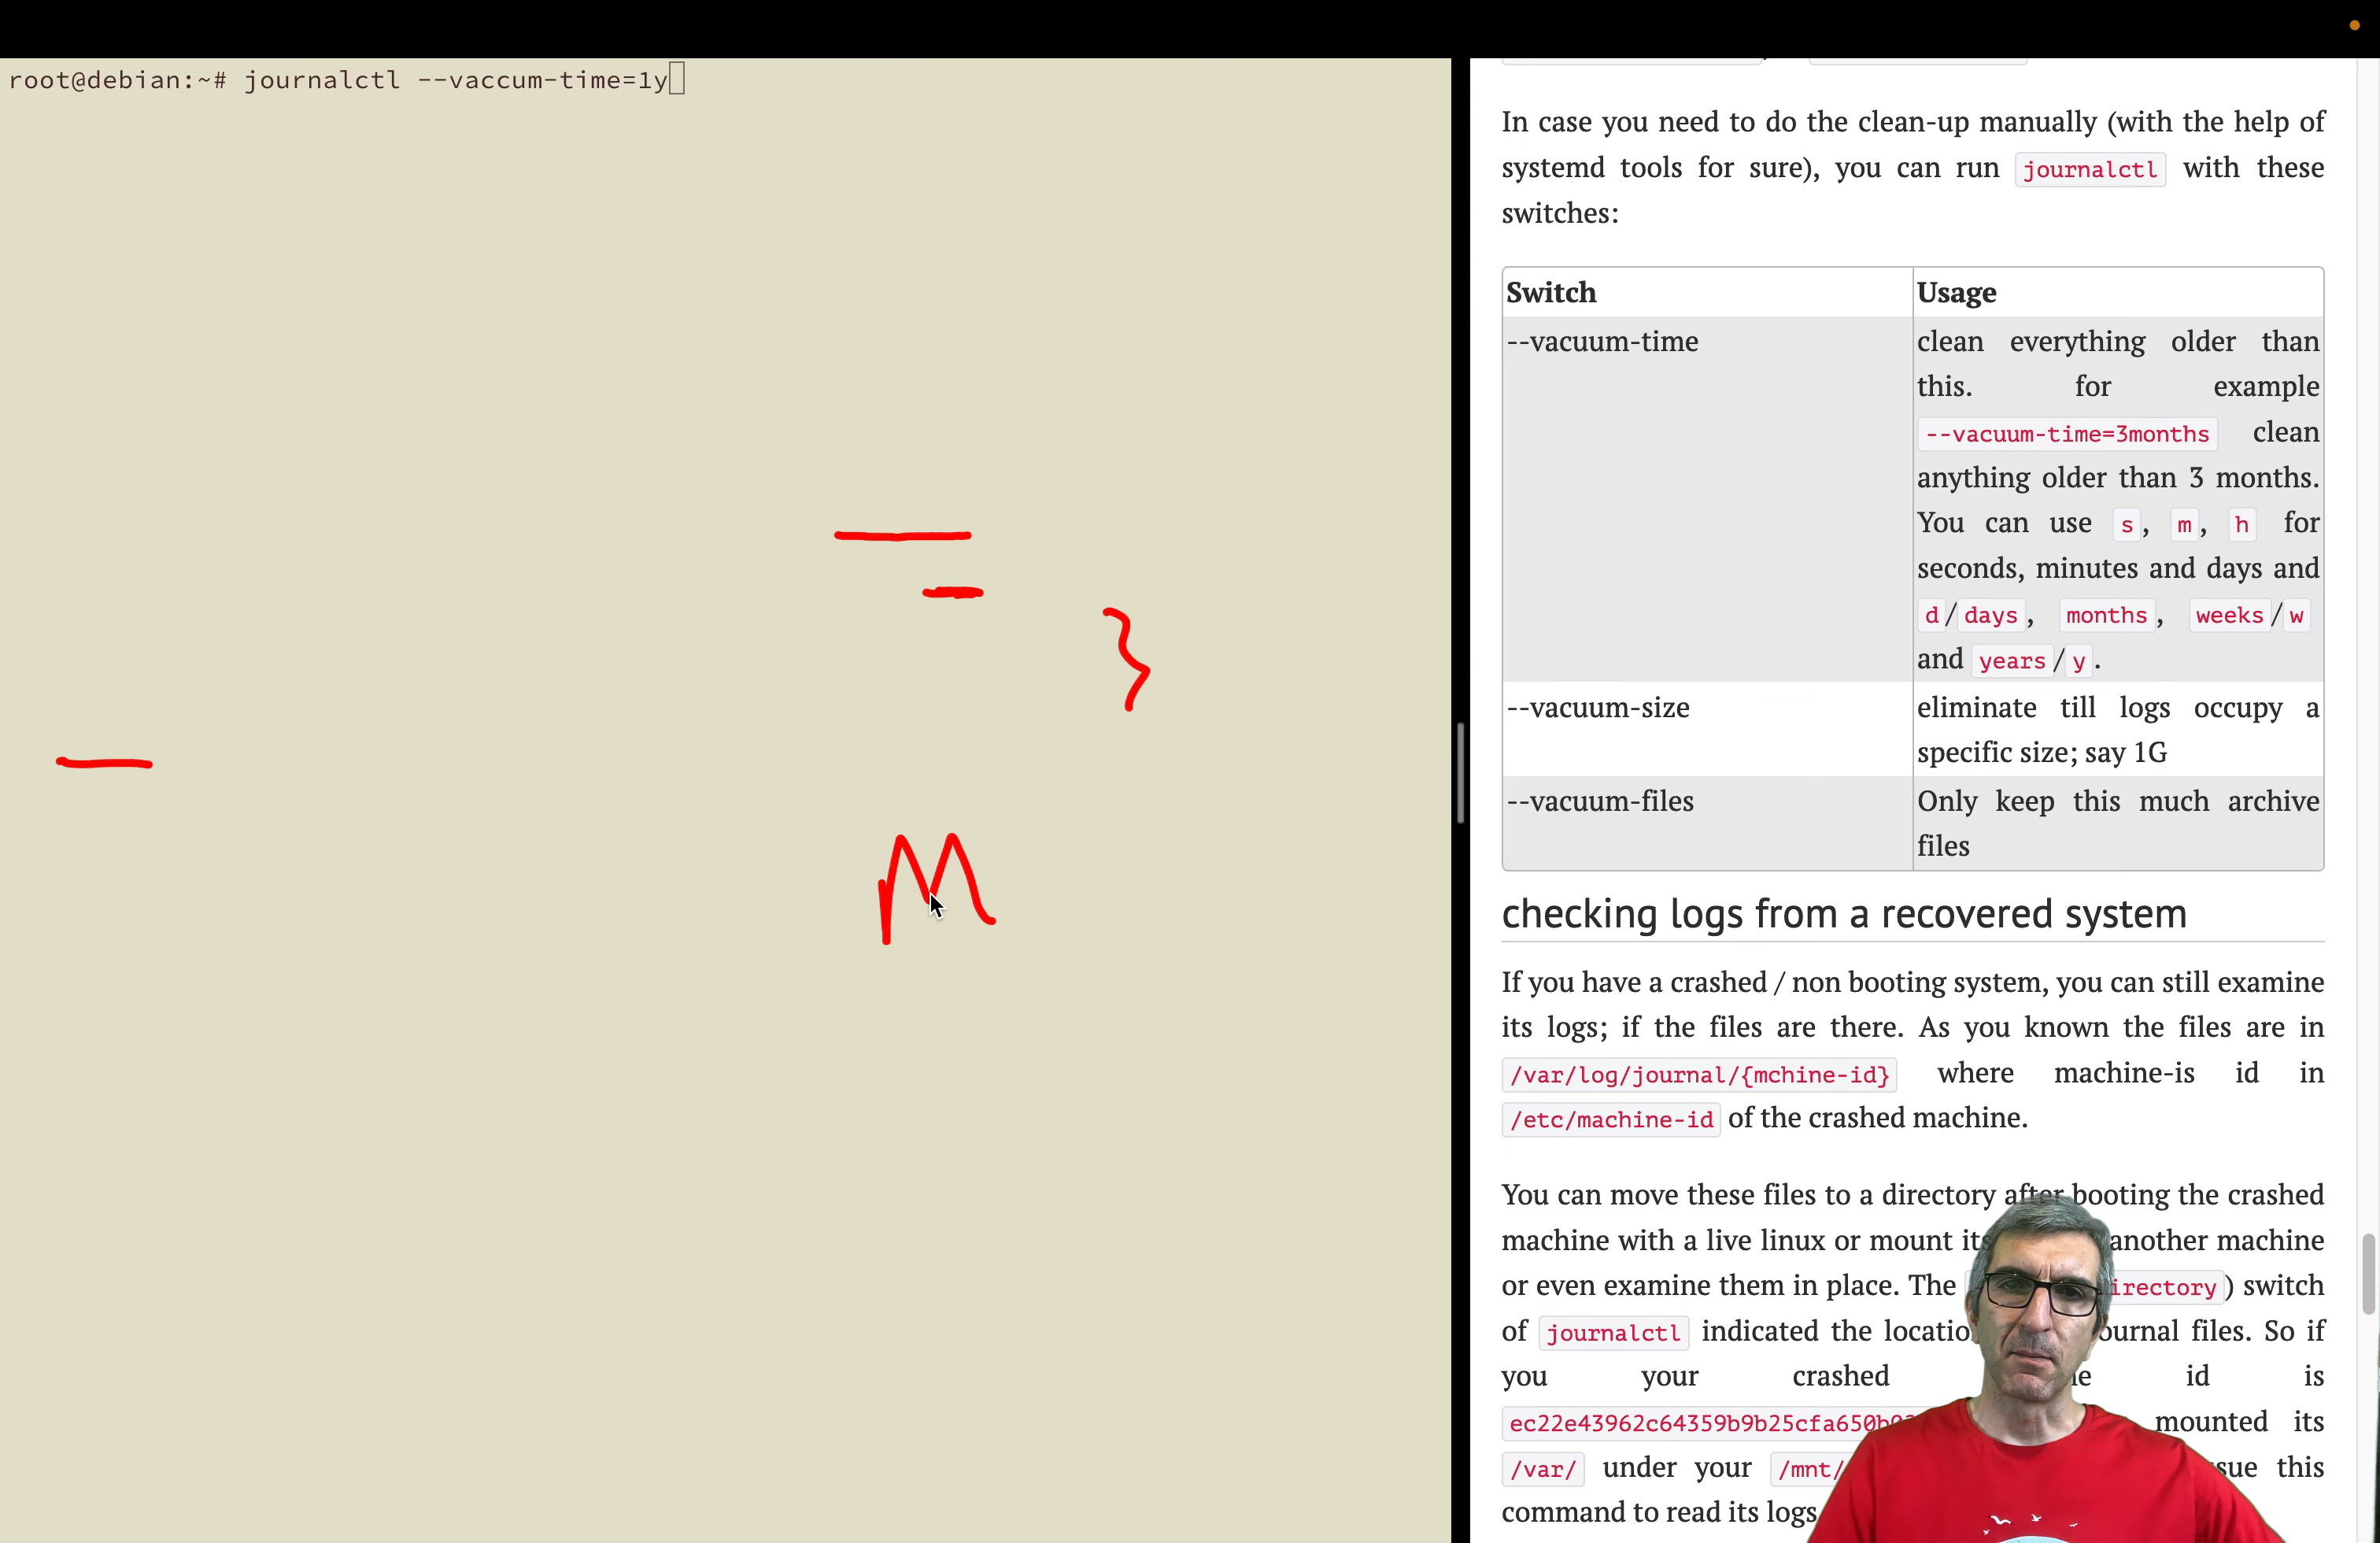 root@debian:~# journalctl --vaccum-time=1y
M
In case you need to do the clean-up manually (with the help of
systemd tools for sure), you can run journalctl with these
switches:
Switch Usage
--vacuum-time clean everything older than
this. for example
--vacuum-time=3months clean
anything older than 3 months.
You can use s, m, h for
seconds, minutes and days and
d/days, months, weeks/w
and years/y.
--vacuum-size eliminate till logs occupy a
specific size; say 1G
--vacuum-files Only keep this much archive
files
checking logs from a recovered system
If you have a crashed / non booting system, you can still examine
its logs; if the files are there. As you known the files are in
/var/log/journal/{mchine-id} where machine-is id in
/etc/machine-id of the crashed machine.
You can move these files to a directory after booting the crashed
machine with a live linux or mount its another machine
or even examine them in place. The irectory) switch
of journalctl indicated the locatio ournal files. So if
you your crashed id is
ec22e43962c64359b9b25cfa650b0 mounted its
/var/ under your /mnt/ sue this
command to read its logs